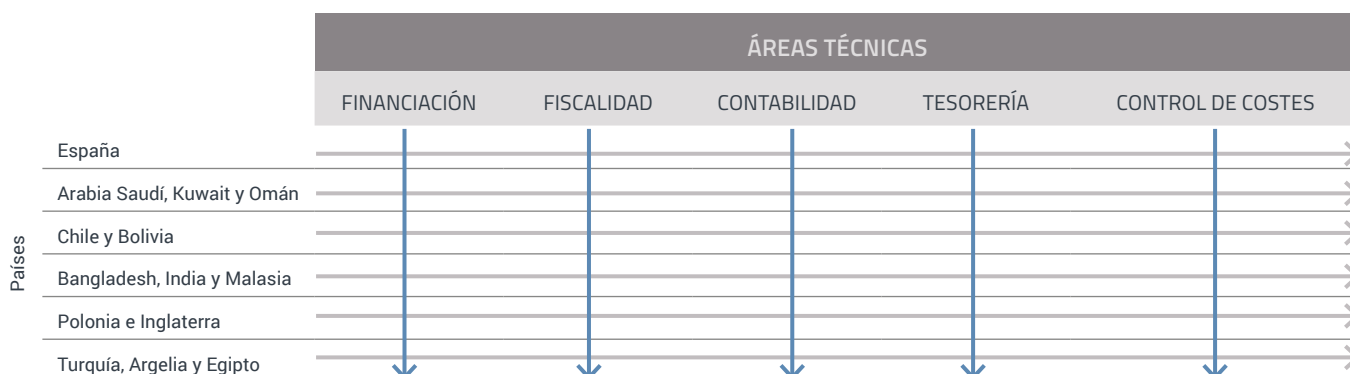 ÁREAS TÉCNICAS
FINANCIACIÓN FISCALIDAD CONTABILIDAD TESORERÍA CONTROL DE COSTES
Países
España
Arabia Saudí, Kuwait y Omán
Chile y Bolivia
Bangladesh, India y Malasia
Polonia e Inglaterra
Turquía, Argelia y Egipto